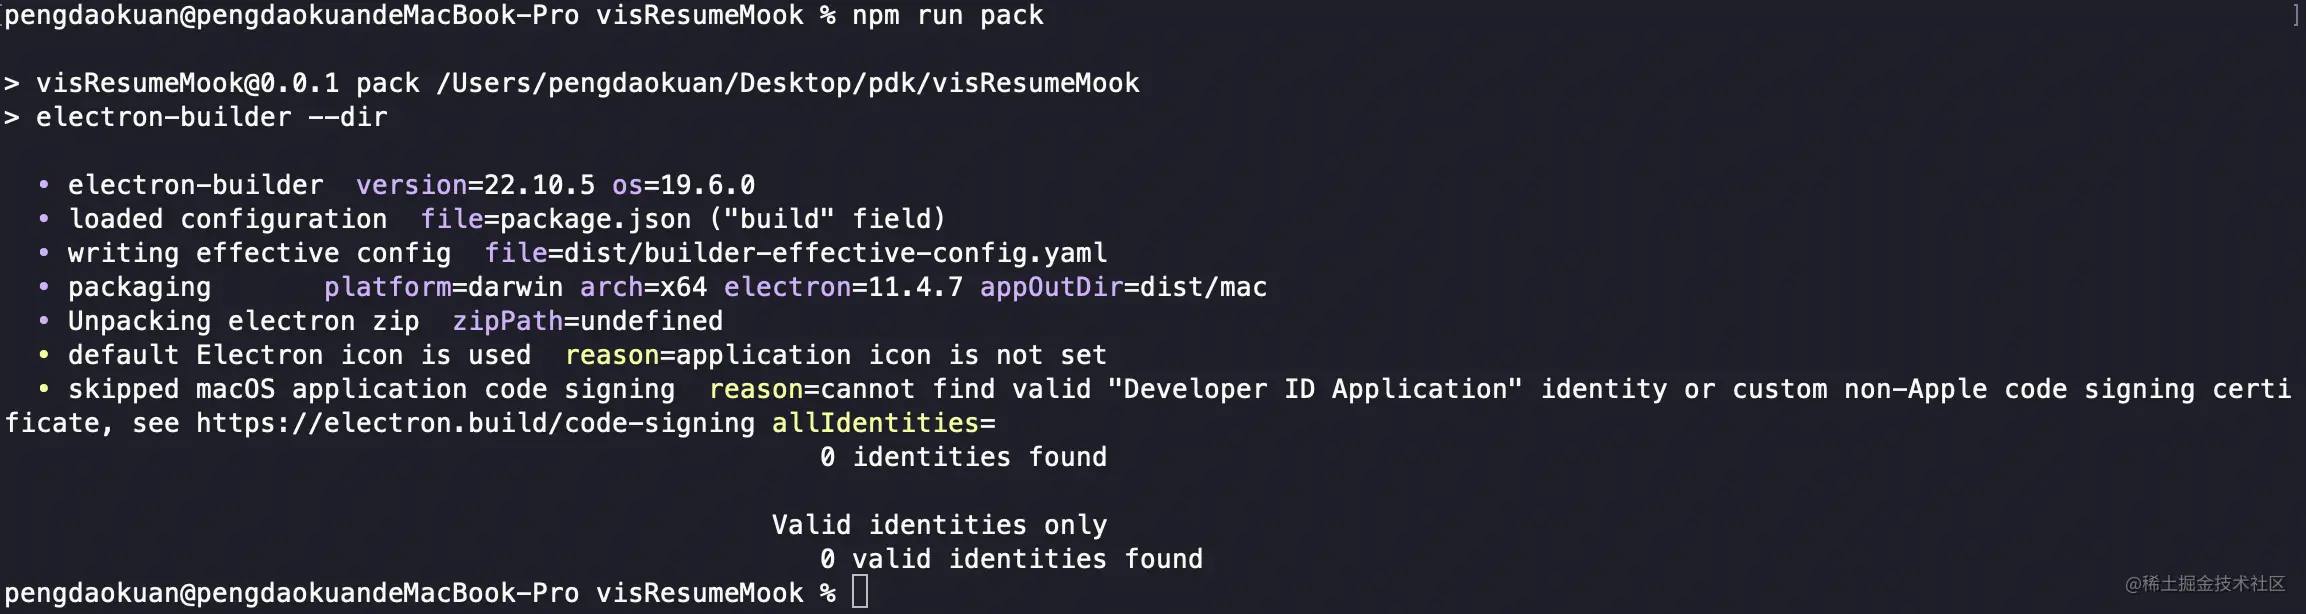 pengdaokuan@pengdaokuandeMacBook-Pro visResumeMook % npm run pack
> visResumeMook@0.0.1 pack /Users/pengdaokuan/Desktop/pdk/visResumeMook
> electron-builder --dir
• electron-builder  version=22.10.5 os=19.6.0
• loaded configuration  file=package.json ("build" field)
• writing effective config  file=dist/builder-effective-config.yaml
• packaging       platform=darwin arch=x64 electron=11.4.7 appOutDir=dist/mac
• Unpacking electron zip  zipPath=undefined
• default Electron icon is used  reason=application icon is not set
• skipped macOS application code signing  reason=cannot find valid "Developer ID Application" identity or custom non-Apple code signing certi
ficate, see https://electron.build/code-signing allIdentities=
0 identities found
Valid identities only
0 valid identities found
pengdaokuan@pengdaokuandeMacBook-Pro visResumeMook %
@稀土掘金技术社区